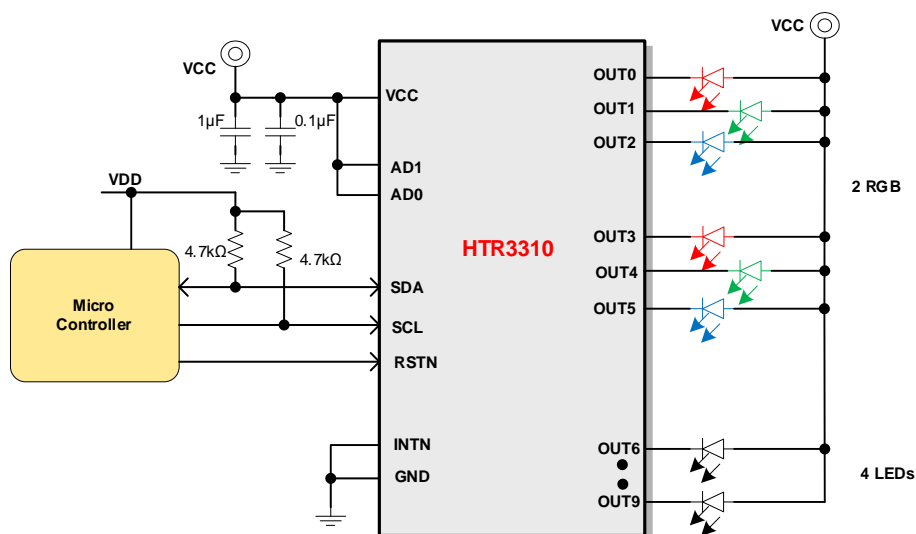 VCC
1µF
0.1µF
VDD
4.7kΩ
4.7kΩ
Micro
Controller
VCC
AD1
AD0
SDA
SCL
RSTN
INTN
GND
HTR3310
OUT0
OUT1
OUT2
OUT3
OUT4
OUT5
OUT6
OUT9
VCC
2 RGB
4 LEDs